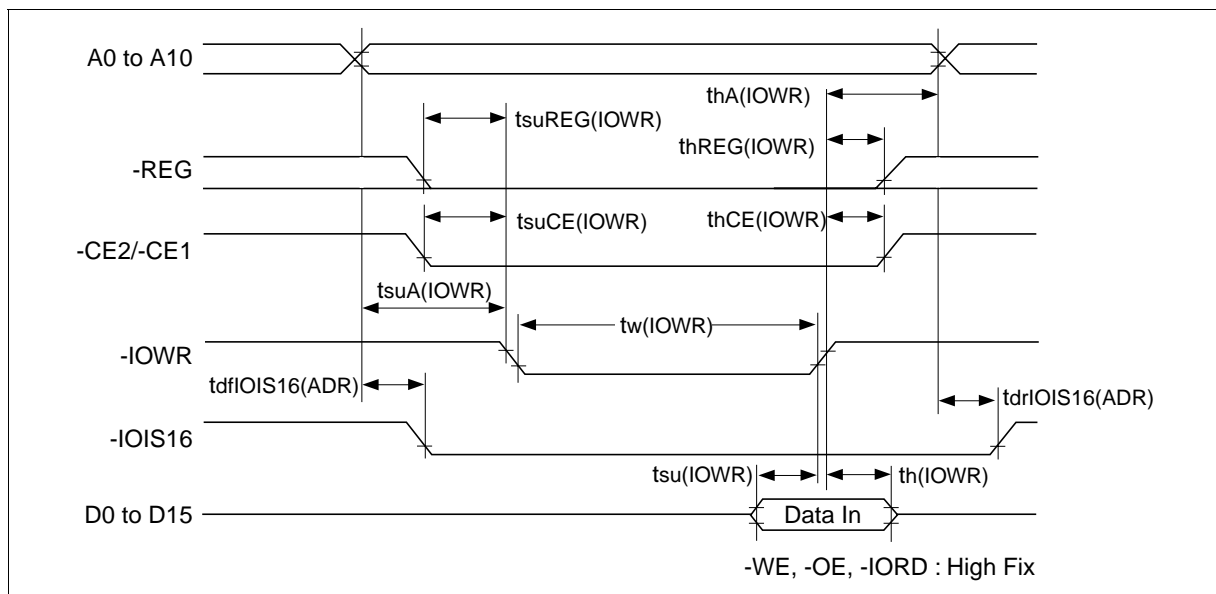 A0 to A10
thA(IOWR)
tsuREG(IOWR)
thREG(IOWR)
-REG
tsuCE(IOWR)
thCE(IOWR)
-CE2/-CE1
tsuA(IOWR)
tw(IOWR)
-IOWR
tdfIOIS16(ADR)
tdrIOIS16(ADR)
-IOIS16
tsu(IOWR)
th(IOWR)
D0 to D15
Data In
-WE, -OE, -IORD : High Fix